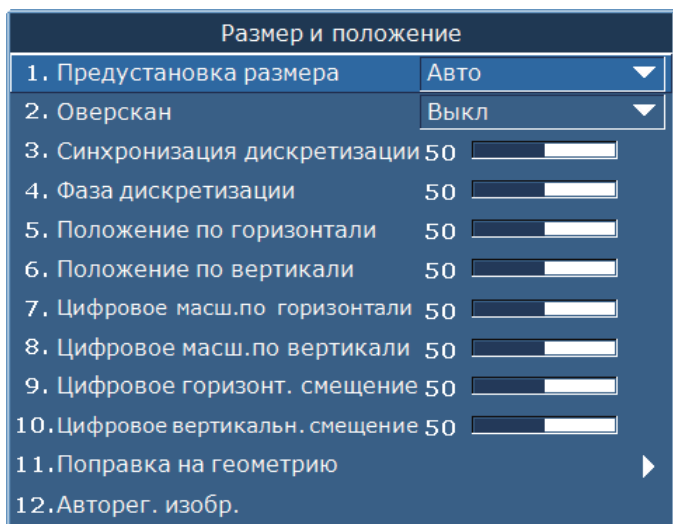 Размер и положение
1. Предустановка размера Авто
2. Оверскан Выкл
3. Синхронизация дискретизации 50
4. Фаза дискретизации 50
5. Положение по горизонтали 50
6. Положение по вертикали 50
7. Цифровое масш.по горизонтали 50
8. Цифровое масш.по вертикали 50
9. Цифровое горизонт. смещение 50
10. Цифровое вертикальн. смещение 50
11. Поправка на геометрию
12. Авторег. изобр.